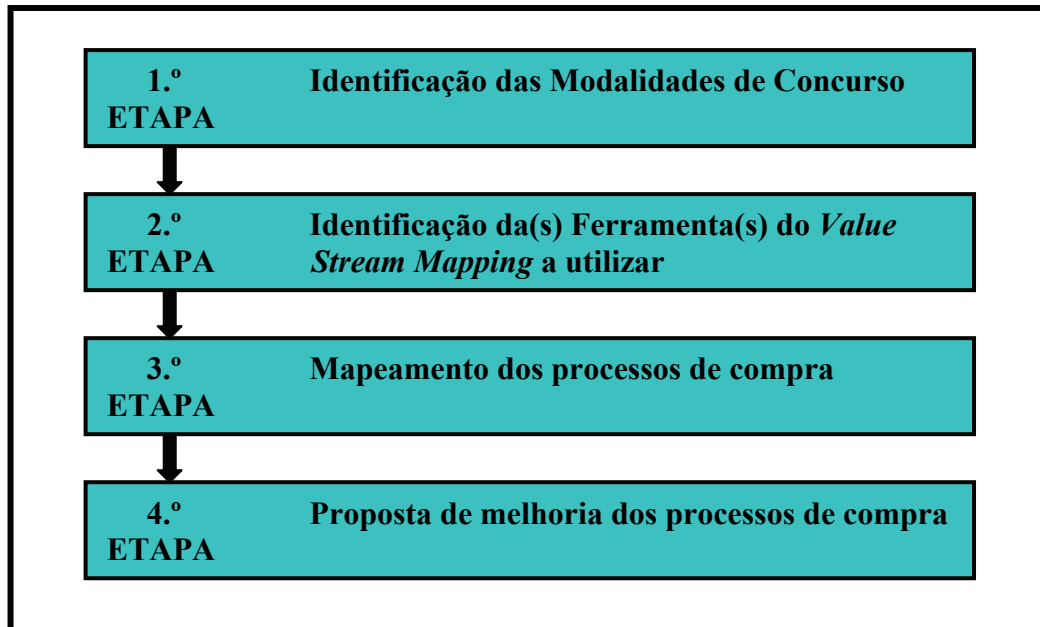 1.º Identificação das Modalidades de Concurso
ETAPA
2.º Identificação da(s) Ferramenta(s) do Value
ETAPA Stream Mapping a utilizar
3.º Mapeamento dos processos de compra
ETAPA
4.º Proposta de melhoria dos processos de compra
ETAPA